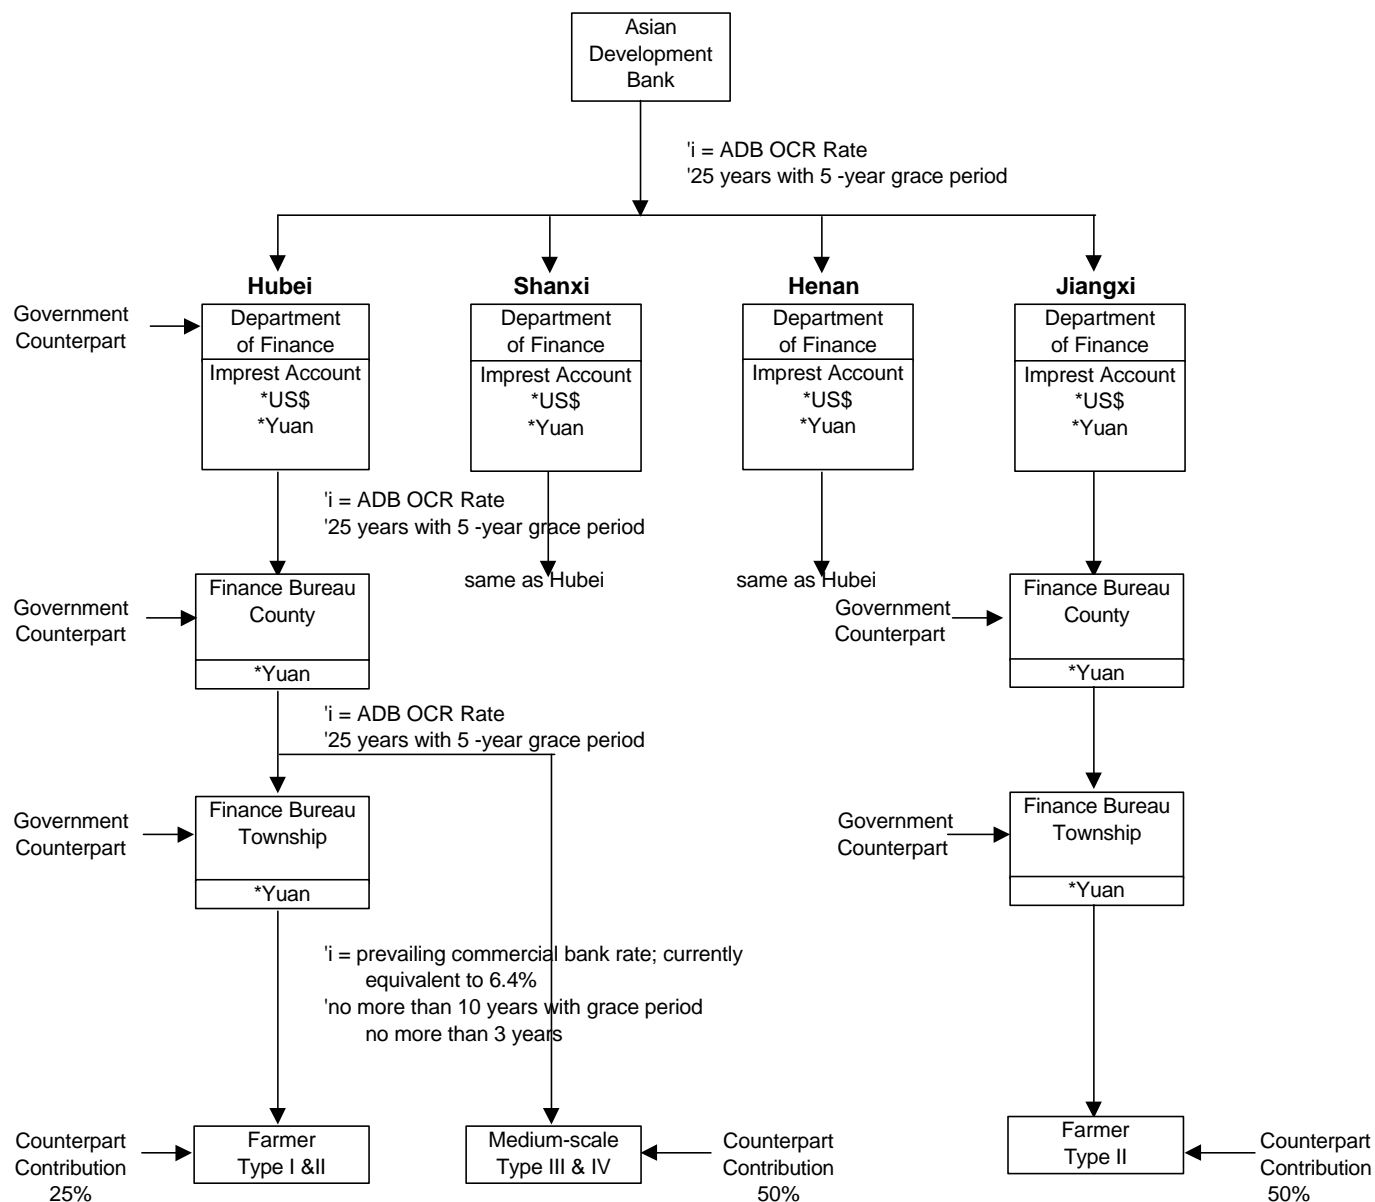 Asian
Development
Bank
'i = ADB OCR Rate
'25 years with 5 -year grace period
Hubei
Shanxi
Henan
Jiangxi
Government
Counterpart
Department
of Finance
Imprest Account
*US$
*Yuan
Department
of Finance
Imprest Account
*US$
*Yuan
Department
of Finance
Imprest Account
*US$
*Yuan
Department
of Finance
Imprest Account
*US$
*Yuan
'i = ADB OCR Rate
'25 years with 5 -year grace period
same as Hubei
same as Hubei
Government
Counterpart
Finance Bureau
County
*Yuan
Government
Counterpart
Finance Bureau
County
*Yuan
'i = ADB OCR Rate
'25 years with 5 -year grace period
Government
Counterpart
Finance Bureau
Township
*Yuan
Government
Counterpart
Finance Bureau
Township
*Yuan
'i = prevailing commercial bank rate; currently
equivalent to 6.4%
'no more than 10 years with grace period
no more than 3 years
Counterpart
Contribution
25%
Farmer
Type I &II
Medium-scale
Type III & IV
Counterpart
Contribution
50%
Farmer
Type II
Counterpart
Contribution
50%